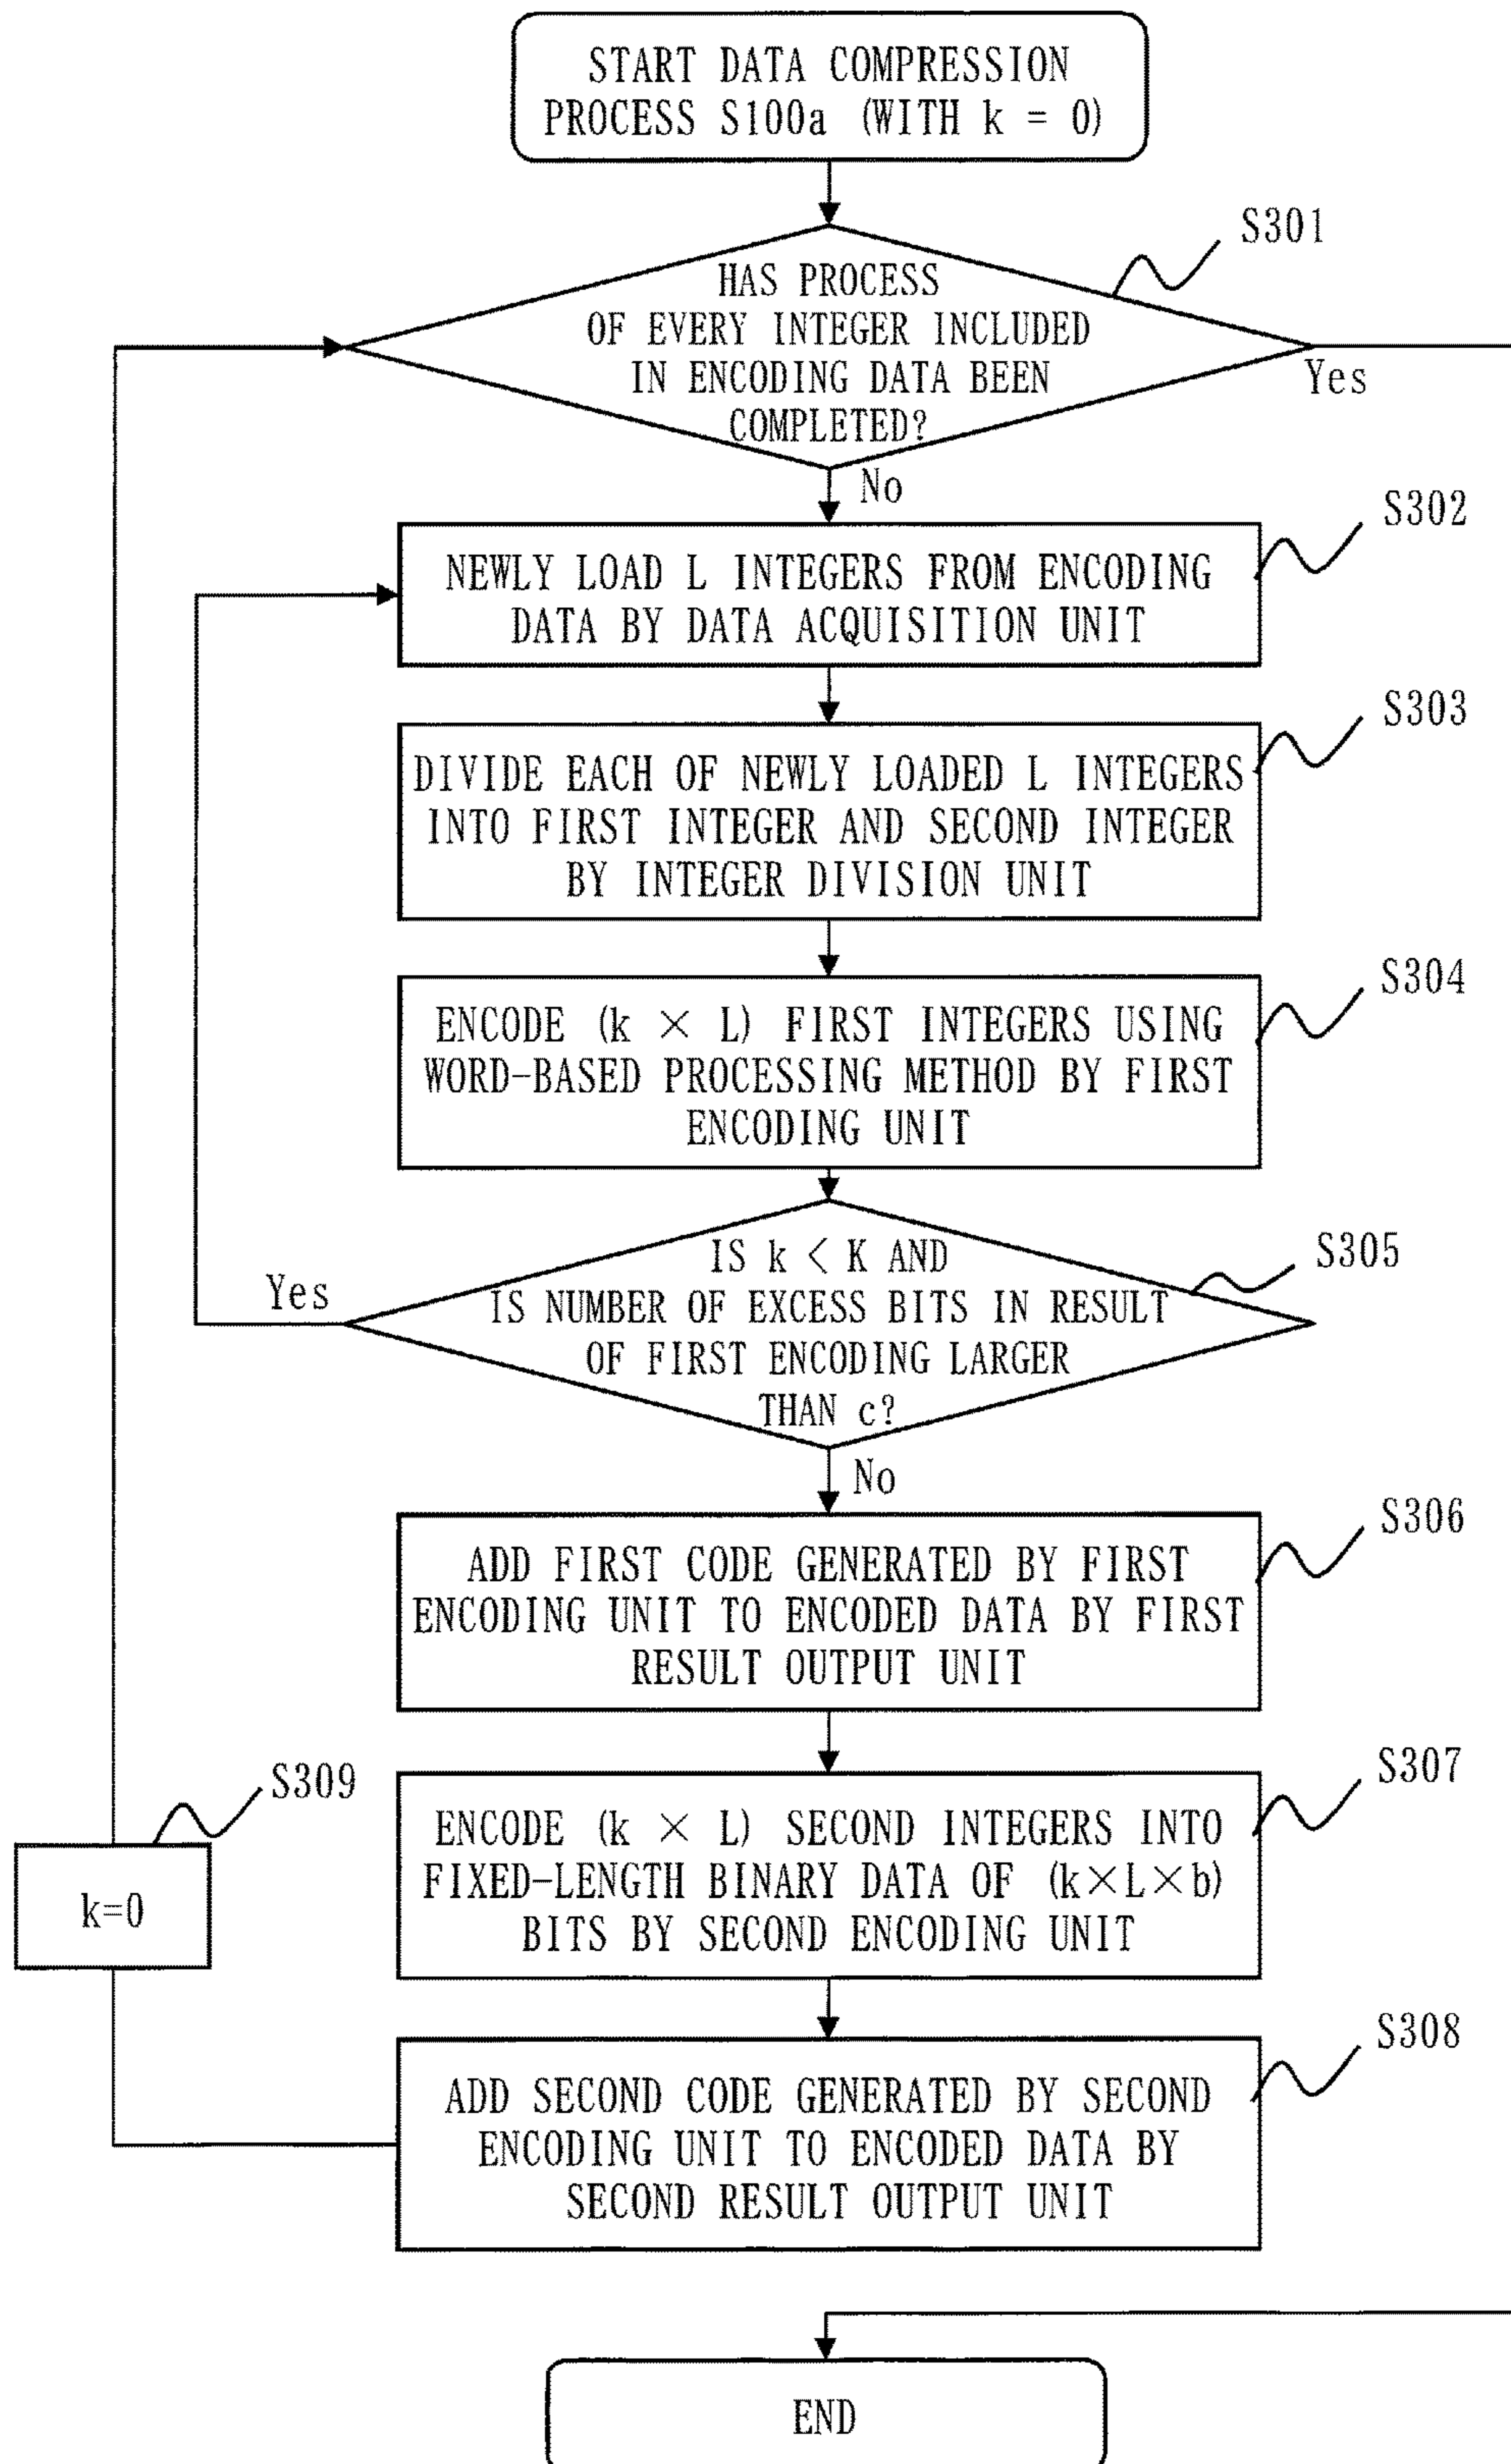 START DATA COMPRESSION
PROCESS S100a (WITH k = 0)
S301
HAS PROCESS
OF EVERY INTEGER INCLUDED
IN ENCODING DATA BEEN
COMPLETED?
Yes
No
S302
NEWLY LOAD L INTEGERS FROM ENCODING
DATA BY DATA ACQUISITION UNIT
S303
DIVIDE EACH OF NEWLY LOADED L INTEGERS
INTO FIRST INTEGER AND SECOND INTEGER
BY INTEGER DIVISION UNIT
S304
ENCODE (k × L) FIRST INTEGERS USING
WORD-BASED PROCESSING METHOD BY FIRST
ENCODING UNIT
S305
IS k < K AND
IS NUMBER OF EXCESS BITS IN RESULT
OF FIRST ENCODING LARGER
THAN c?
Yes
No
S306
ADD FIRST CODE GENERATED BY FIRST
ENCODING UNIT TO ENCODED DATA BY FIRST
RESULT OUTPUT UNIT
S307
ENCODE (k × L) SECOND INTEGERS INTO
FIXED-LENGTH BINARY DATA OF (k×L×b)
BITS BY SECOND ENCODING UNIT
S309
k=0
S308
ADD SECOND CODE GENERATED BY SECOND
ENCODING UNIT TO ENCODED DATA BY
SECOND RESULT OUTPUT UNIT
END